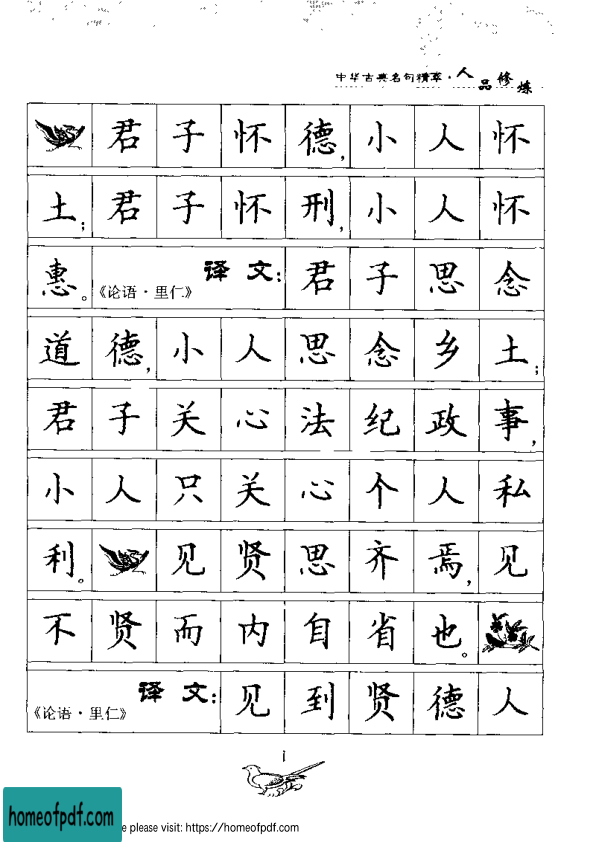 中华古典名句精萃·人品修炼
君子怀德，小人怀
土；君子怀刑，小人怀
惠。《论语·里仁》译文：君子思念
道德，小人思念乡土；
君子关心法纪政事，
小人只关心个人私
利。见贤思齐焉，见
不贤而内自省也。
《论语·里仁》译文：见到贤德人
1
homeofpdf.com
e please visit: https://homeofpdf.com